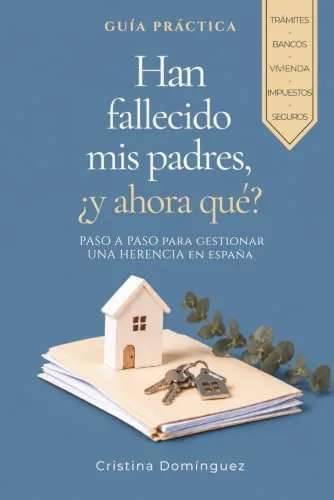 GUÍA PRÁCTICA
TRÁMITES
·
BANCOS
·
VIVIENDA
·
IMPUESTOS
·
SEGUROS
Han
fallecido
mis padres,
¿y ahora qué?
PASO A PASO PARA GESTIONAR
UNA HERENCIA EN ESPAÑA
Cristina Domínguez